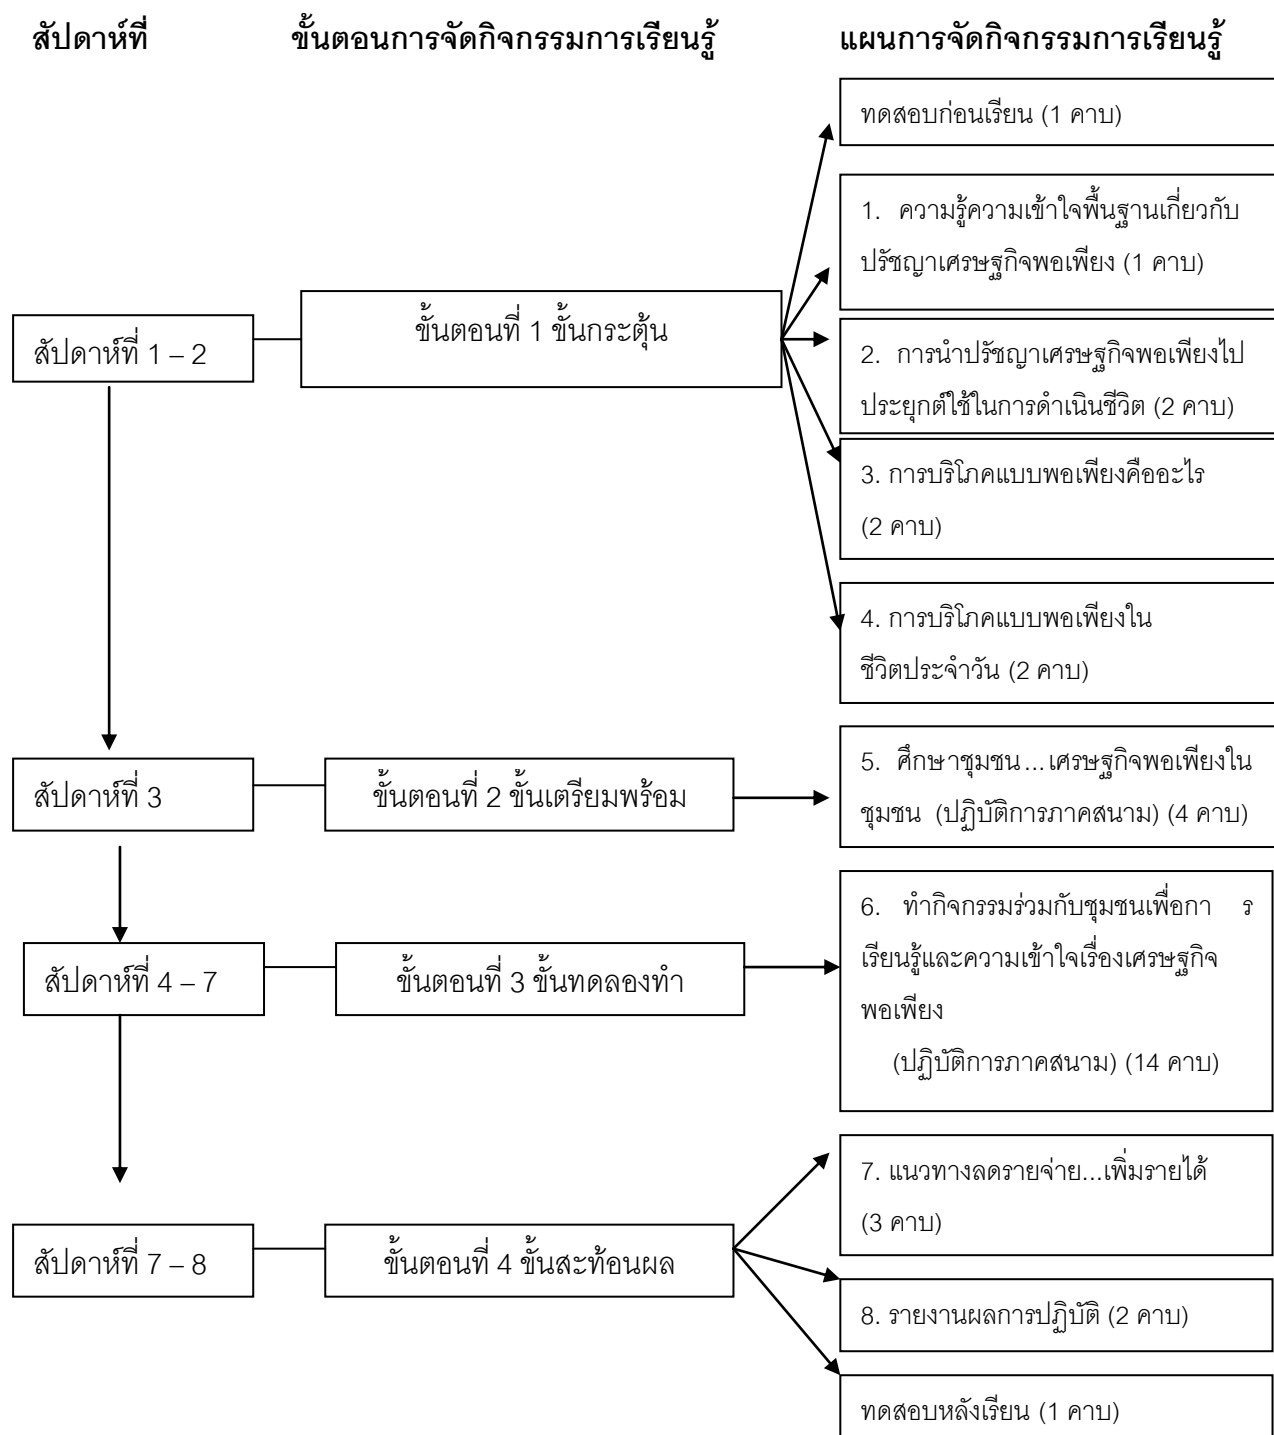 สัปดาห์ที่ ขั้นตอนการจัดกิจกรรมการเรียนรู้ แผนการจัดกิจกรรมการเรียนรู้
ทดสอบก่อนเรียน (1 คาบ)
1. ความรู้ความเข้าใจพื้นฐานเกี่ยวกับ
ปรัชญาเศรษฐกิจพอเพียง (1 คาบ)
สัปดาห์ที่ 1 – 2
ขั้นตอนที่ 1 ขั้นกระตุ้น
2. การนำปรัชญาเศรษฐกิจพอเพียงไป
ประยุกต์ใช้ในการดำเนินชีวิต (2 คาบ)
3. การบริโภคแบบพอเพียงคืออะไร
(2 คาบ)
4. การบริโภคแบบพอเพียงใน
ชีวิตประจำวัน (2 คาบ)
สัปดาห์ที่ 3
ขั้นตอนที่ 2 ขั้นเตรียมพร้อม
5. ศึกษาชุมชน...เศรษฐกิจพอเพียงใน
ชุมชน (ปฏิบัติการภาคสนาม) (4 คาบ)
สัปดาห์ที่ 4 – 7
ขั้นตอนที่ 3 ขั้นทดลองทำ
6. ทำกิจกรรมร่วมกับชุมชนเพื่อกา ร
เรียนรู้และความเข้าใจเรื่องเศรษฐกิจ
พอเพียง
(ปฏิบัติการภาคสนาม) (14 คาบ)
สัปดาห์ที่ 7 – 8
ขั้นตอนที่ 4 ขั้นสะท้อนผล
7. แนวทางลดรายจ่าย...เพิ่มรายได้
(3 คาบ)
8. รายงานผลการปฏิบัติ (2 คาบ)
ทดสอบหลังเรียน (1 คาบ)